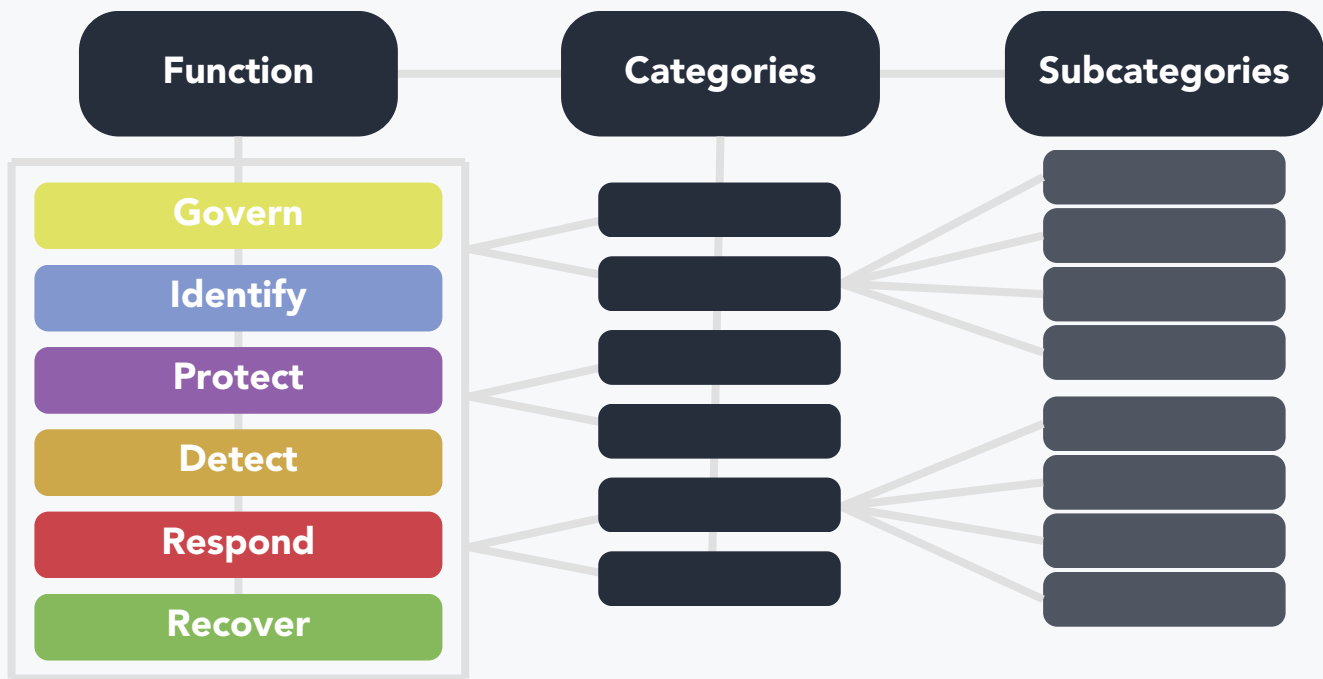 Function
Categories
Subcategories
Govern
Identify
Protect
Detect
Respond
Recover